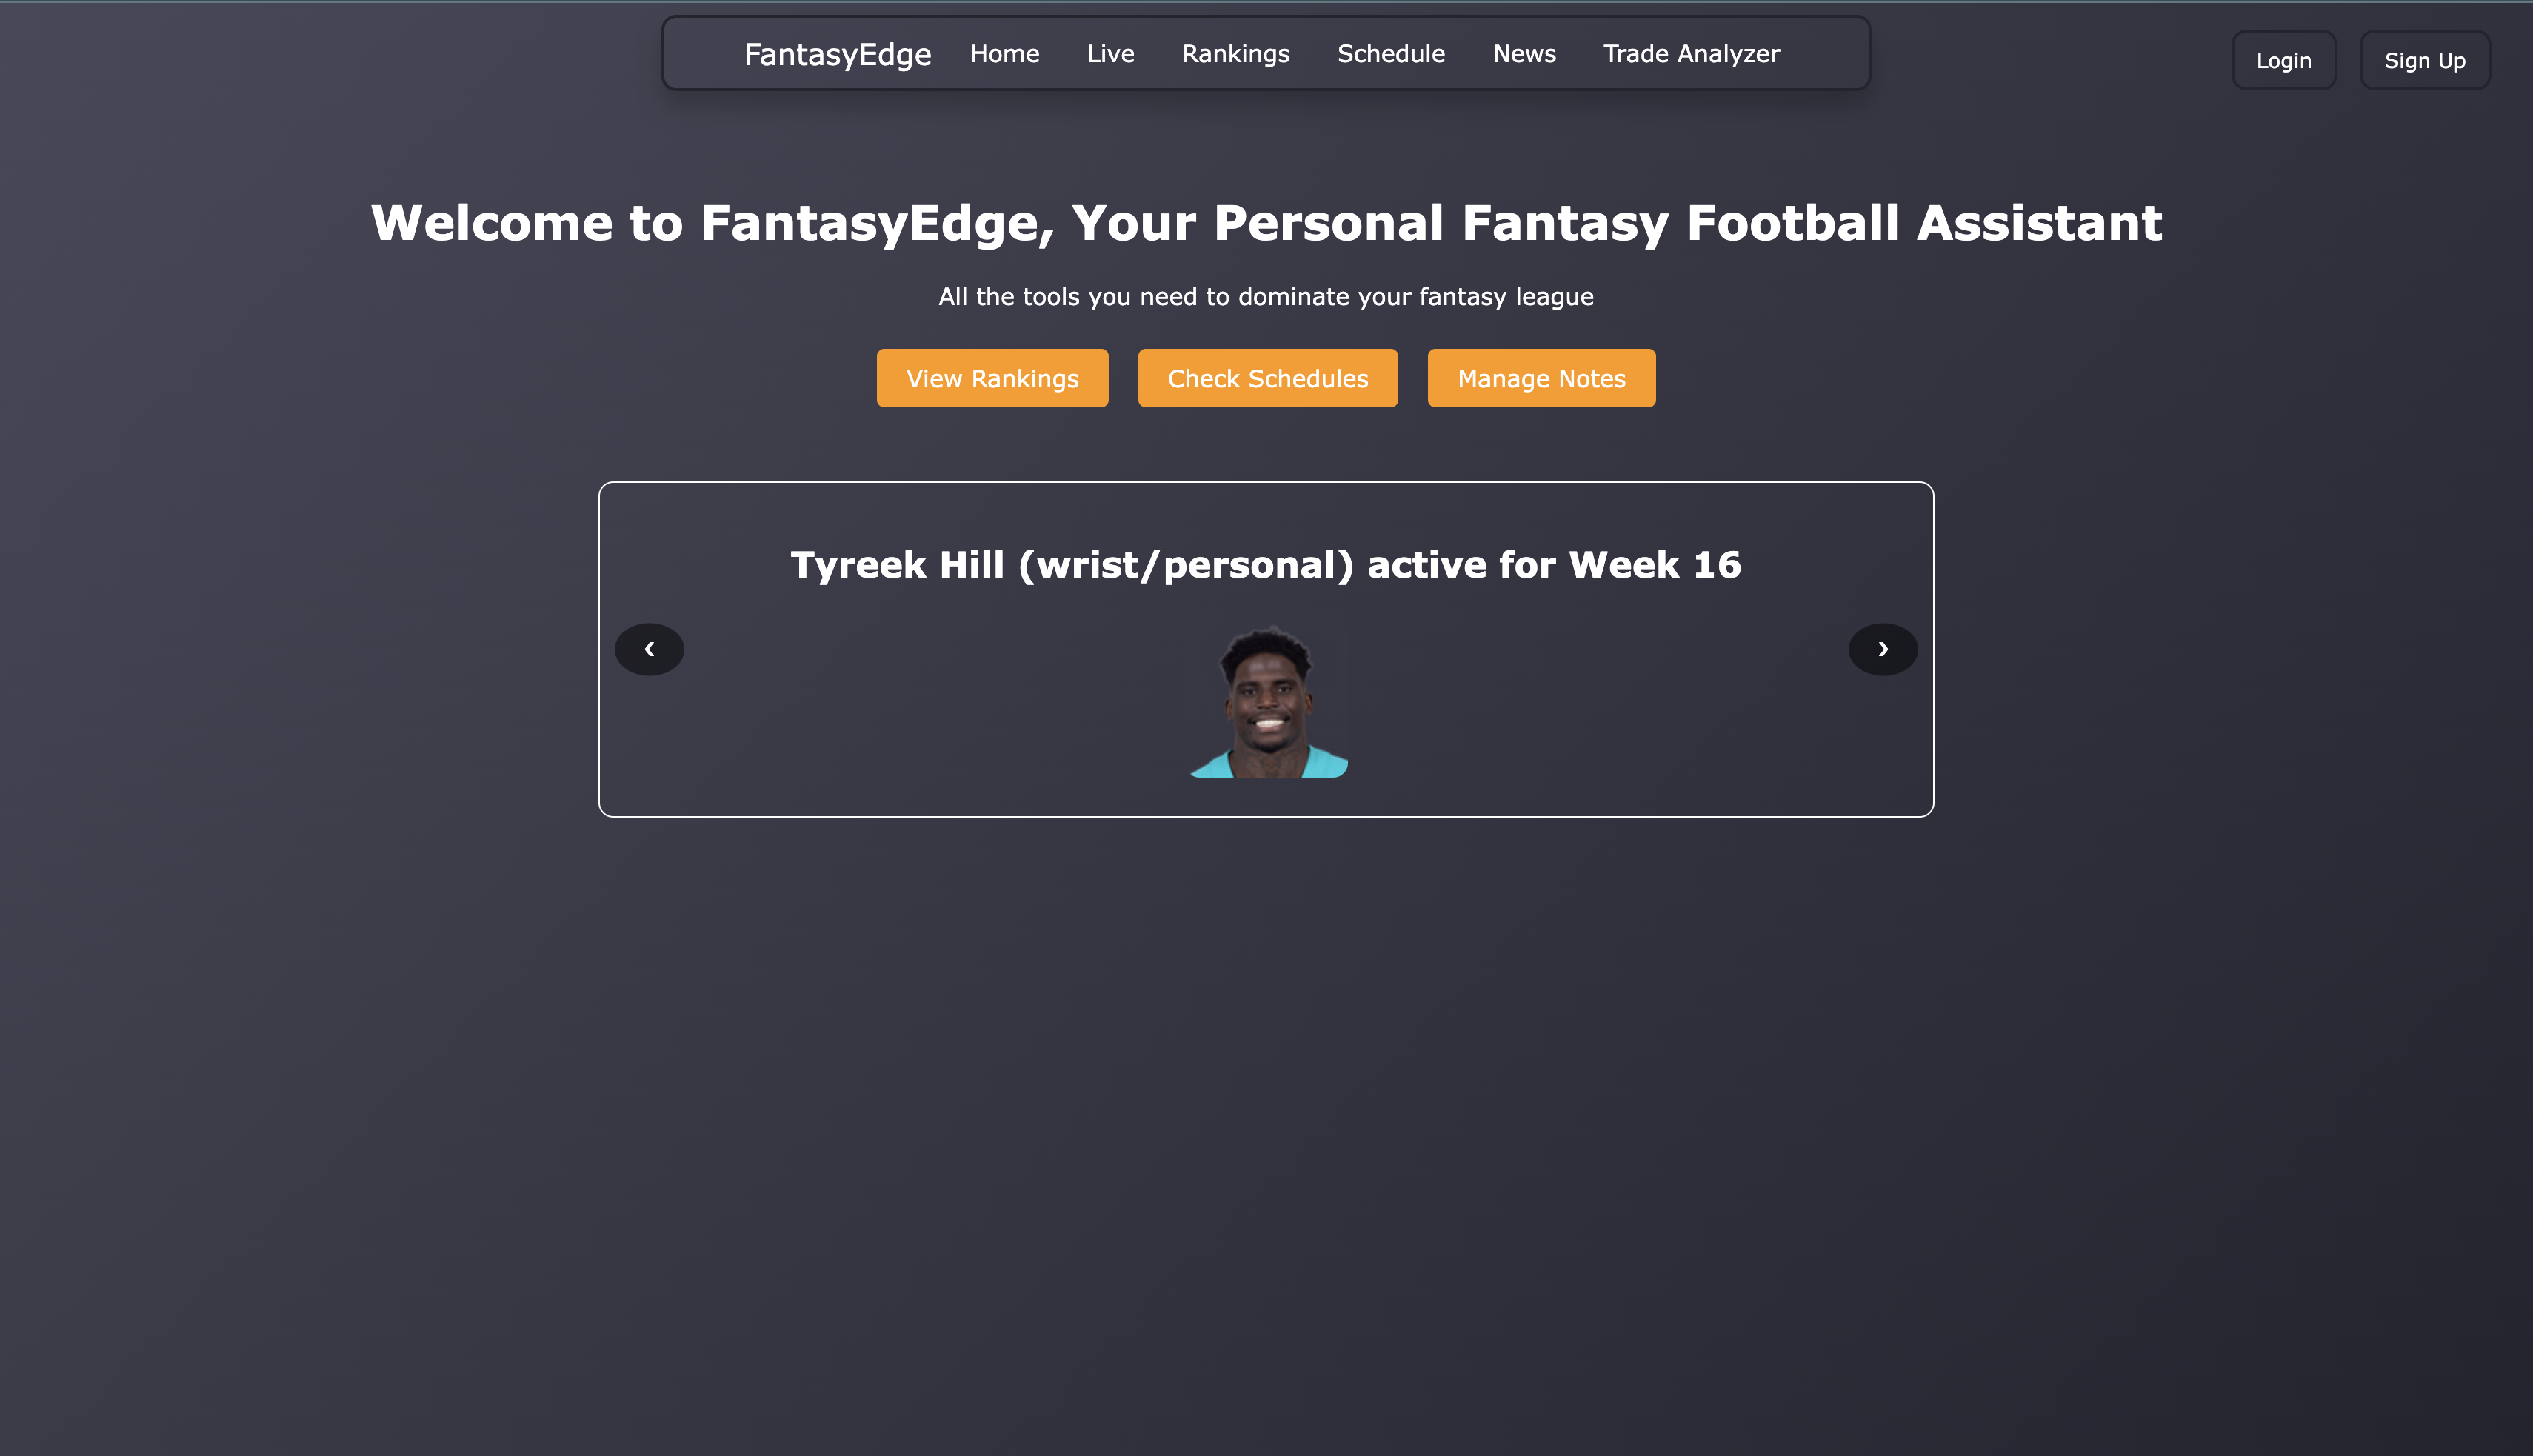 FantasyEdge Home Live Rankings Schedule News Trade Analyzer
Login Sign Up
Welcome to FantasyEdge, Your Personal Fantasy Football Assistant
All the tools you need to dominate your fantasy league
View Rankings Check Schedules Manage Notes
Tyreek Hill (wrist/personal) active for Week 16
‹ ›